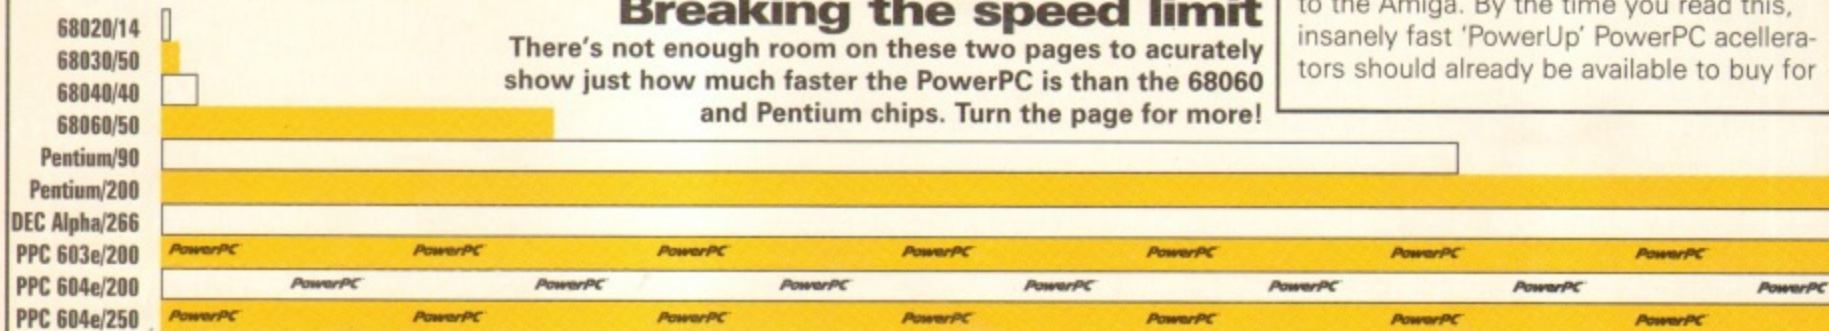 Breaking the speed limit
There's not enough room on these two pages to acurately
show just how much faster the PowerPC is than the 68060
and Pentium chips. Turn the page for more!
to the Amiga. By the time you read this,
insanely fast 'PowerUp' PowerPC acellera-
tors should already be available to buy for
68020/14
68030/50
68040/40
68060/50
Pentium/90
Pentium/200
DEC Alpha/266
PPC 603e/200 PowerPC PowerPC PowerPC PowerPC PowerPC PowerPC PowerPC
PPC 604e/200 PowerPC PowerPC PowerPC PowerPC PowerPC PowerPC PowerPC
PPC 604e/250 PowerPC PowerPC PowerPC PowerPC PowerPC PowerPC PowerPC